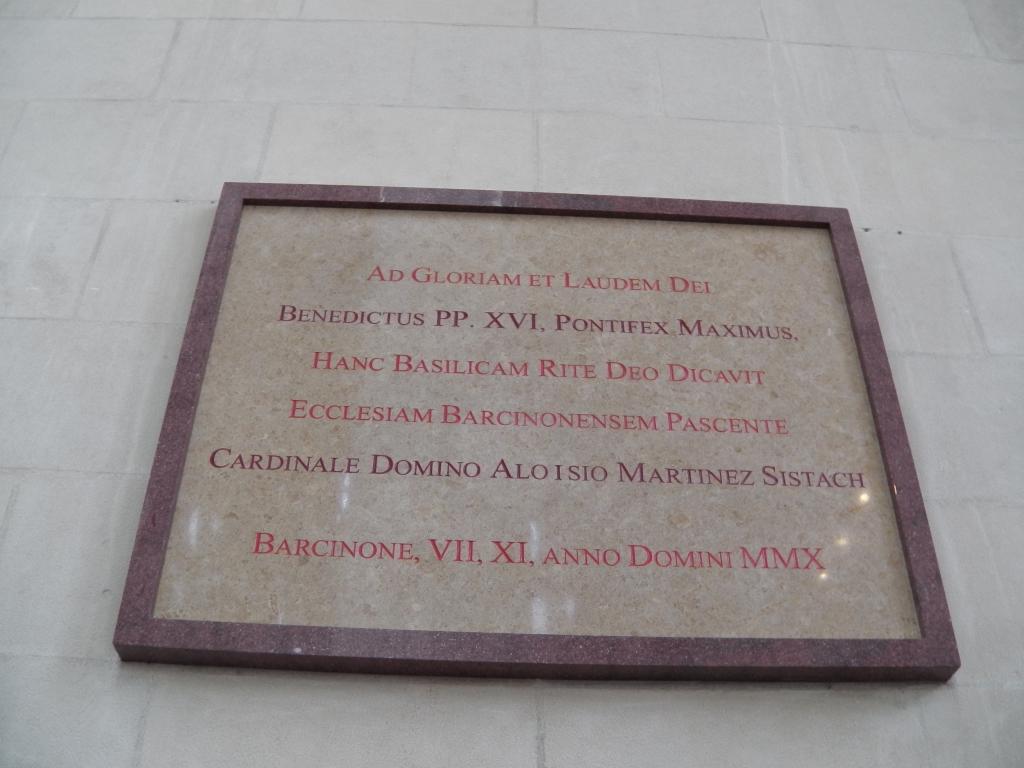 Ad Gloriam et Laudem Dei
Benedictus PP. XVI, Pontifex Maximus,
Hanc Basilicam Rite Deo Dicavit
Ecclesiam Barcinonensem Pascente
Cardinale Domino Aloisio Martinez Sistach
Barcinone, VII, XI, anno Domini MMX